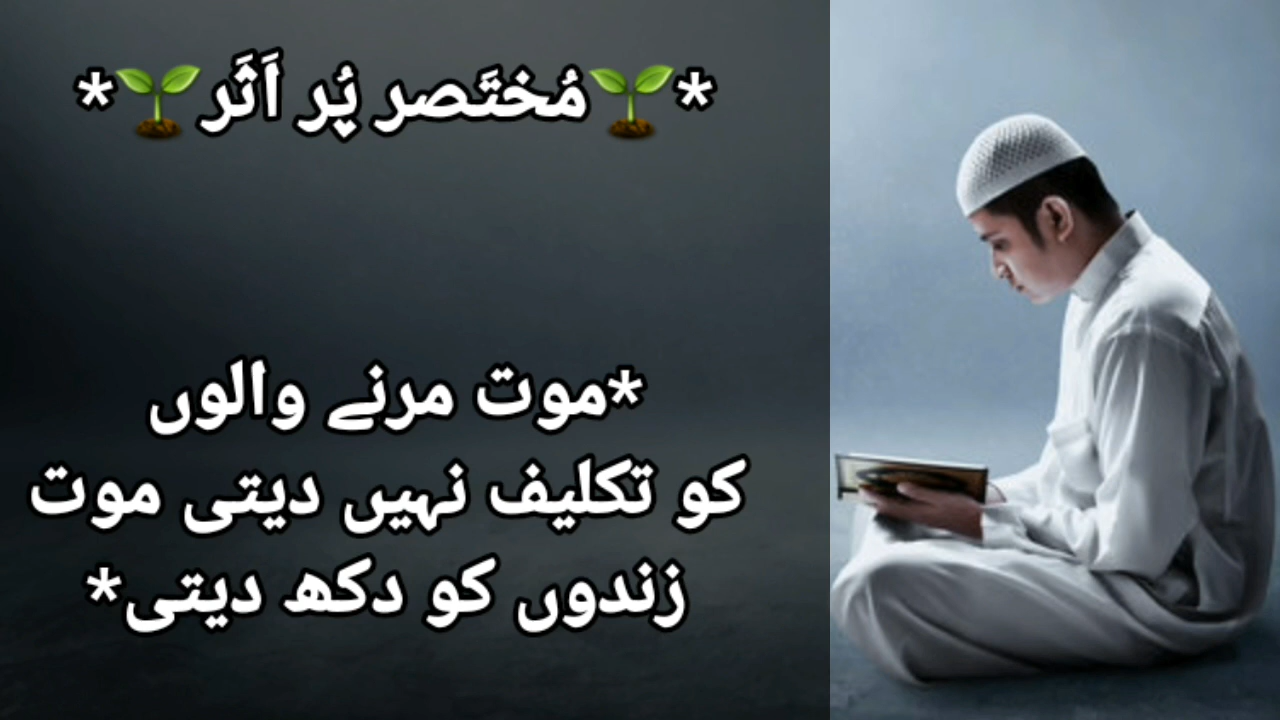 *🌱مُختَصر پُر اَثَر🌱*
*موت مرنے والوں
کو تکلیف نہیں دیتی موت
زندوں کو دکھ دیتی*